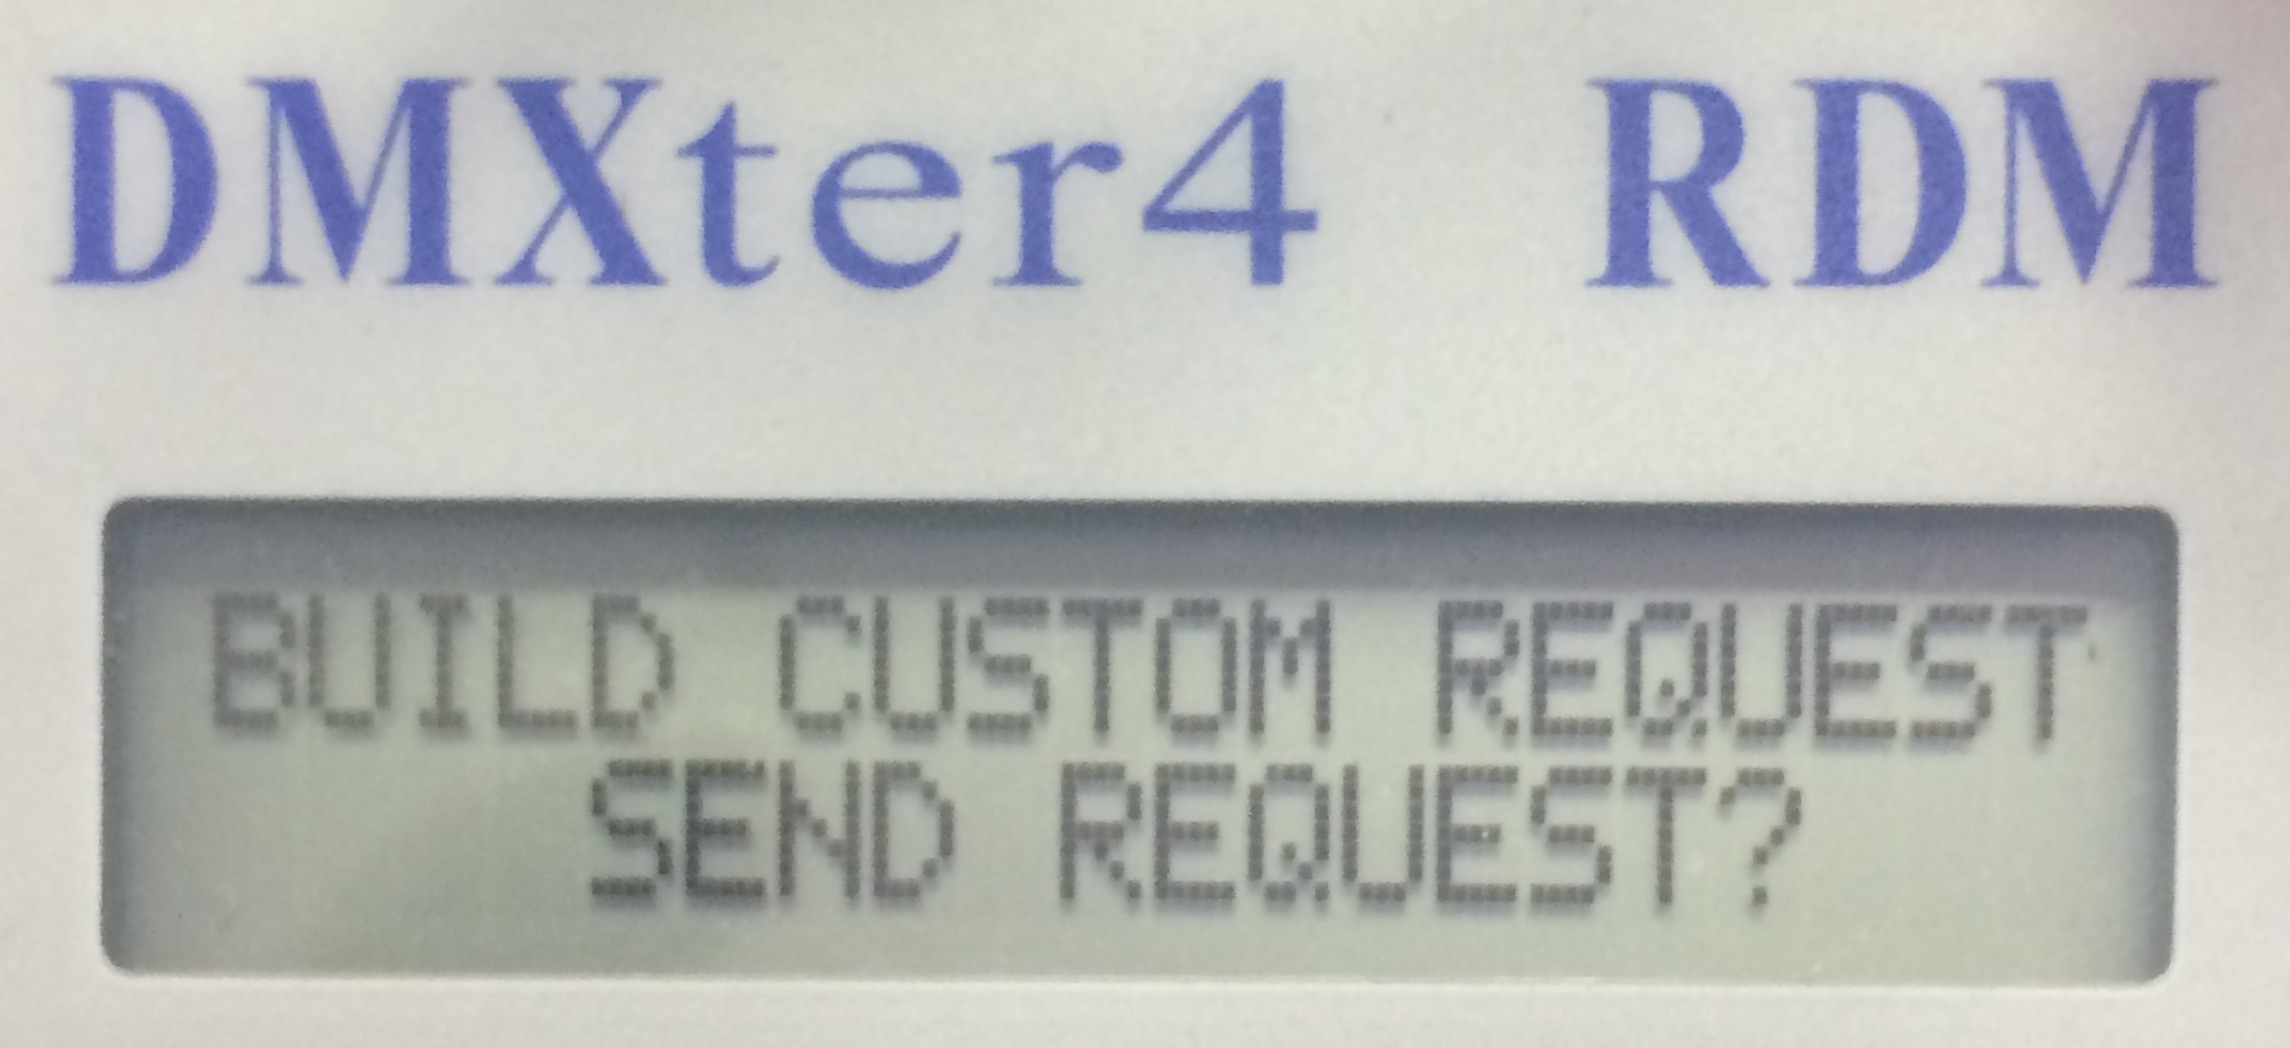 DMXter4 RDM
BUILD CUSTOM REQUEST
SEND REQUEST?